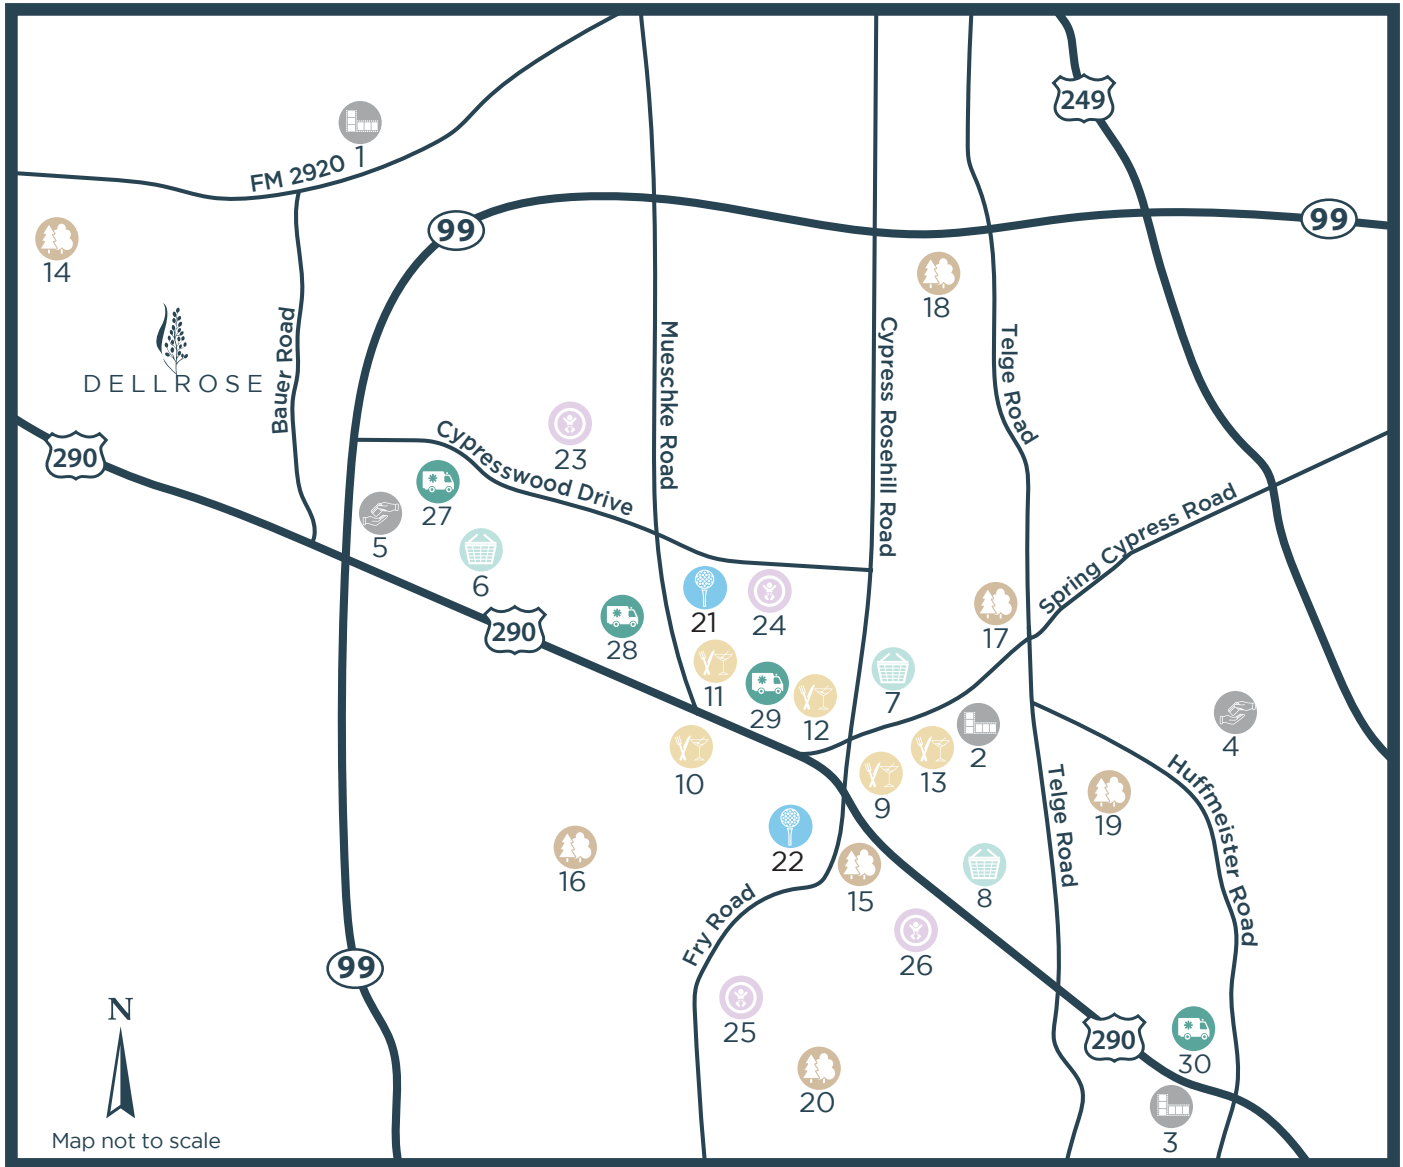 249
1
FM 2920
99
99
14
18
DELLROSE
Bauer Road
Mueschke Road
Cypress Rosehill Road
Telge Road
290
Cypresswood Drive
23
27
5
6
Spring Cypress Road
21
24
17
290
28
11
29
12
7
10
9
13
2
4
Huffmeister Road
19
Telge Road
22
16
15
8
Fry Road
26
99
25
N
290
30
20
3
Map not to scale